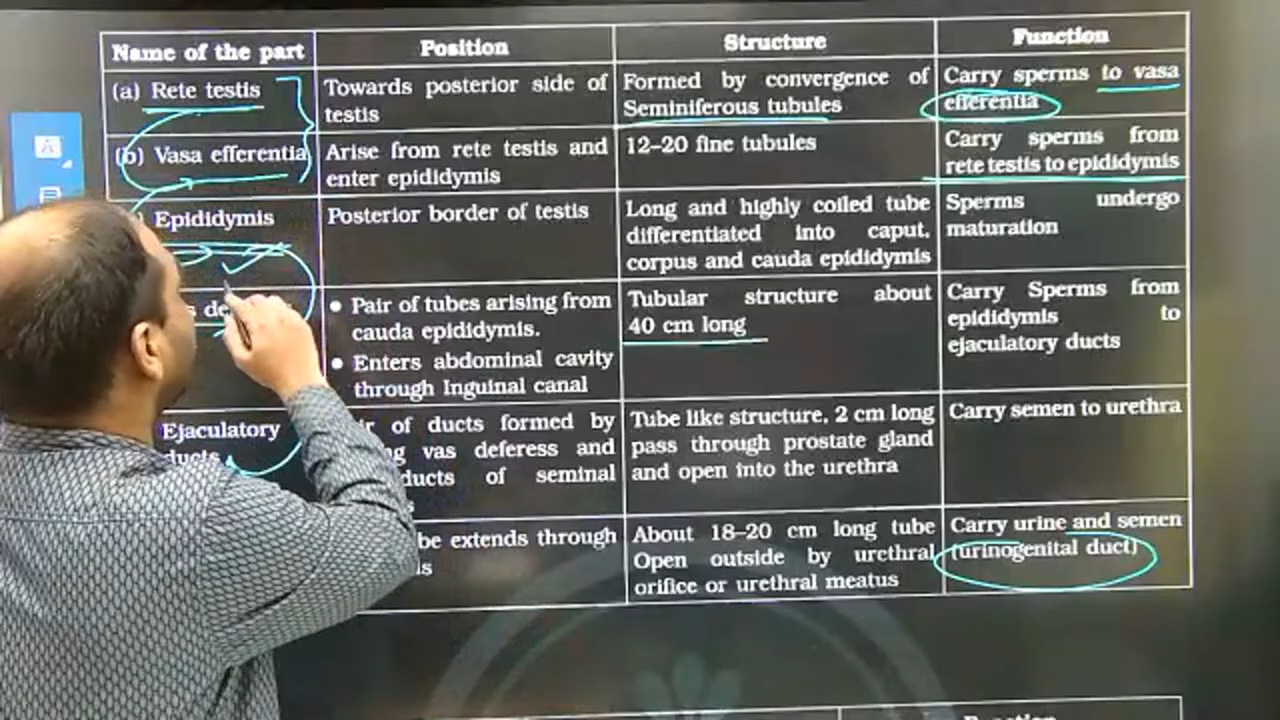 Name of the part
Position
Structure
Function
(a) Rete testis
Towards posterior side of
testis
Formed by convergence of
Seminiferous tubules
Carry sperms to vasa
efferentia
(b) Vasa efferentia
Arise from rete testis and
enter epididymis
12–20 fine tubules
Carry sperms from
rete testis to epididymis
Epididymis
Posterior border of testis
Long and highly coiled tube
differentiated into caput,
corpus and cauda epididymis
Sperms undergo
maturation
• Pair of tubes arising from
cauda epididymis.
• Enters abdominal cavity
through Inguinal canal
Tubular structure about
40 cm long
Carry Sperms from
epididymis to
ejaculatory ducts
Ejaculatory
ducts
of ducts formed by
vas deferess and
ducts of seminal
Tube like structure, 2 cm long
pass through prostate gland
and open into the urethra
Carry semen to urethra
be extends through
About 18–20 cm long tube
Open outside by urethral
orifice or urethral meatus
Carry urine and semen
(urinogenital duct)
Function